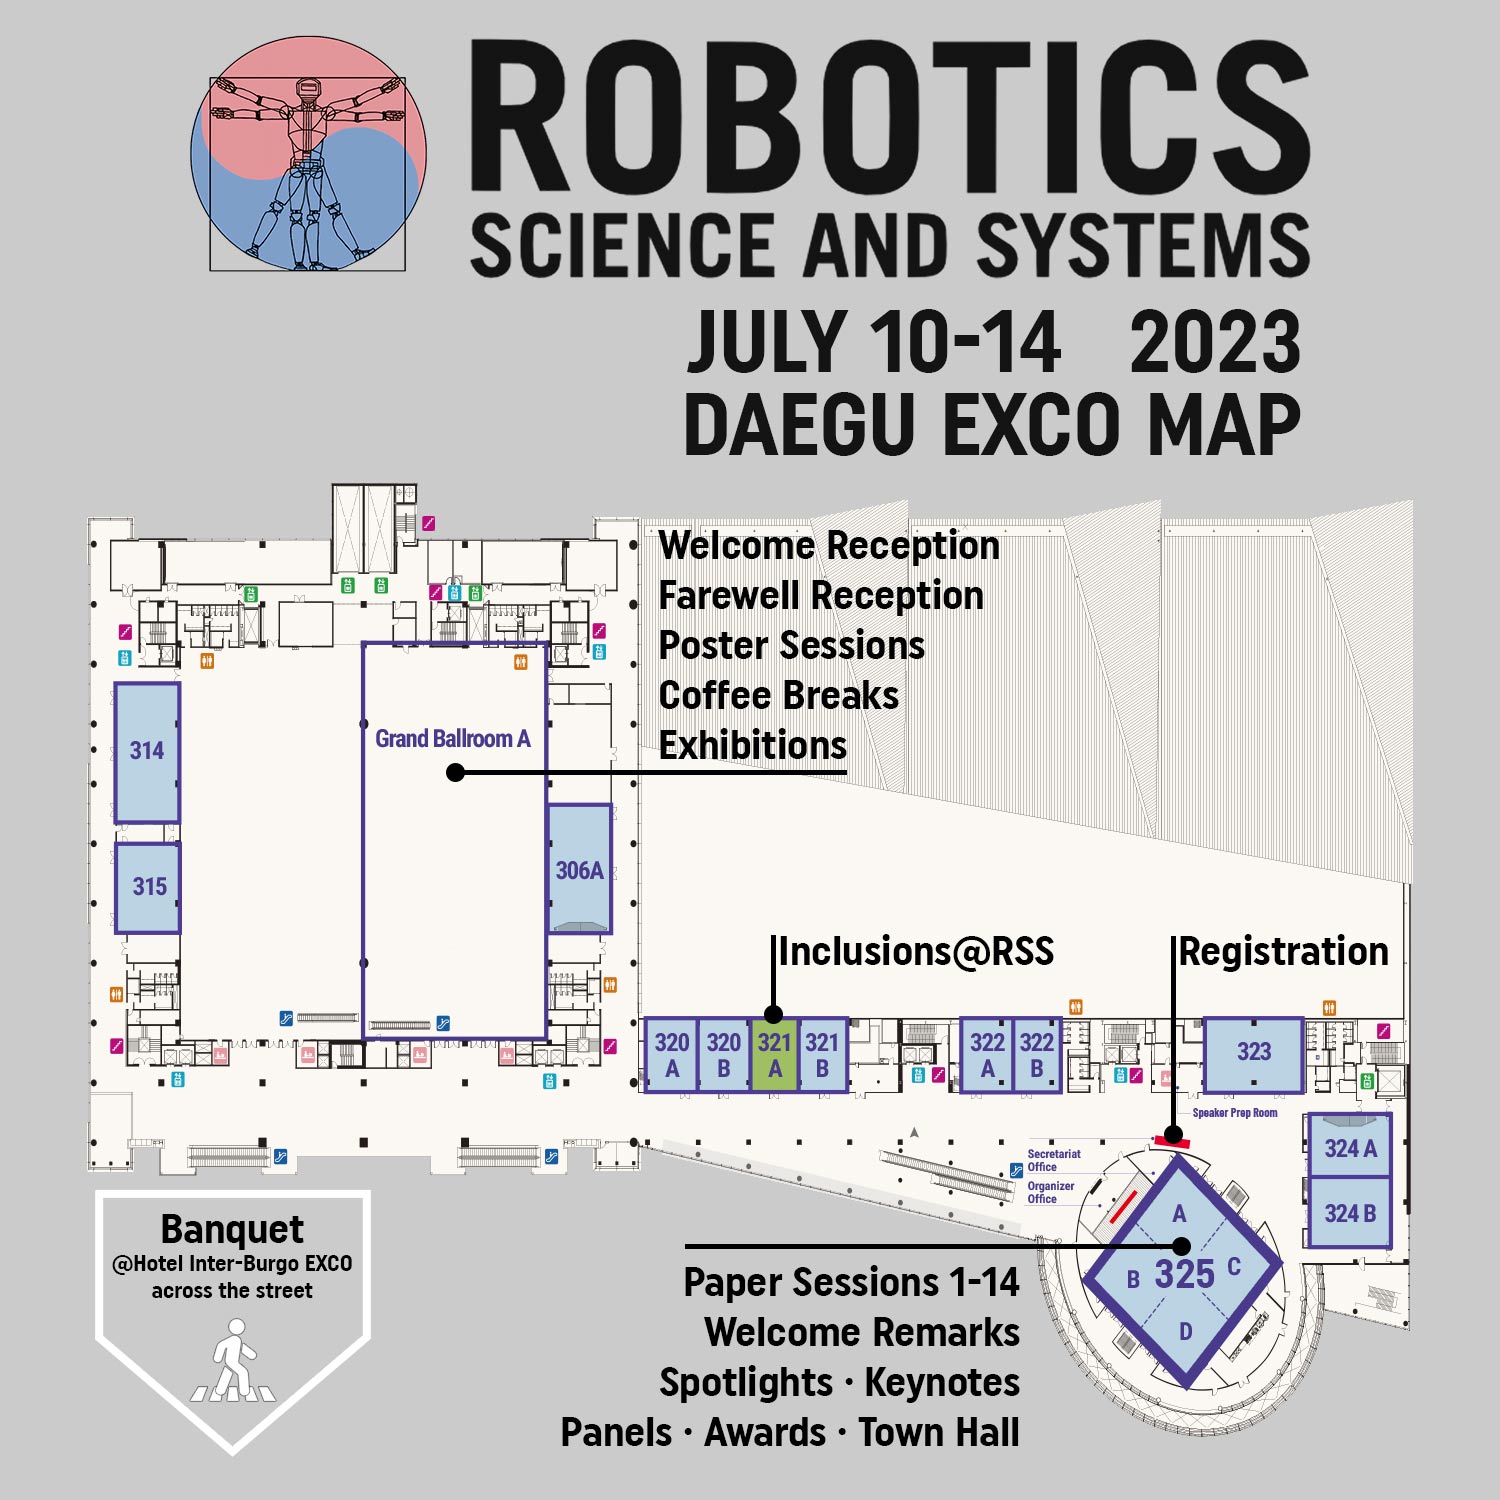 ROBOTICS
SCIENCE AND SYSTEMS
JULY 10-14 2023
DAEGU EXCO MAP
Welcome Reception
Farewell Reception
Poster Sessions
Coffee Breaks
Exhibitions
Grand Ballroom A
314
315
306A
Inclusions@RSS
Registration
320 A
320 B
321 A
321 B
322 A
322 B
323
Speaker Prep Room
324 A
324 B
Secretariat
Office
Organizer
Office
A
B 325 C
D
Paper Sessions 1-14
Welcome Remarks
Spotlights · Keynotes
Panels · Awards · Town Hall
Banquet
@Hotel Inter-Burgo EXCO
across the street